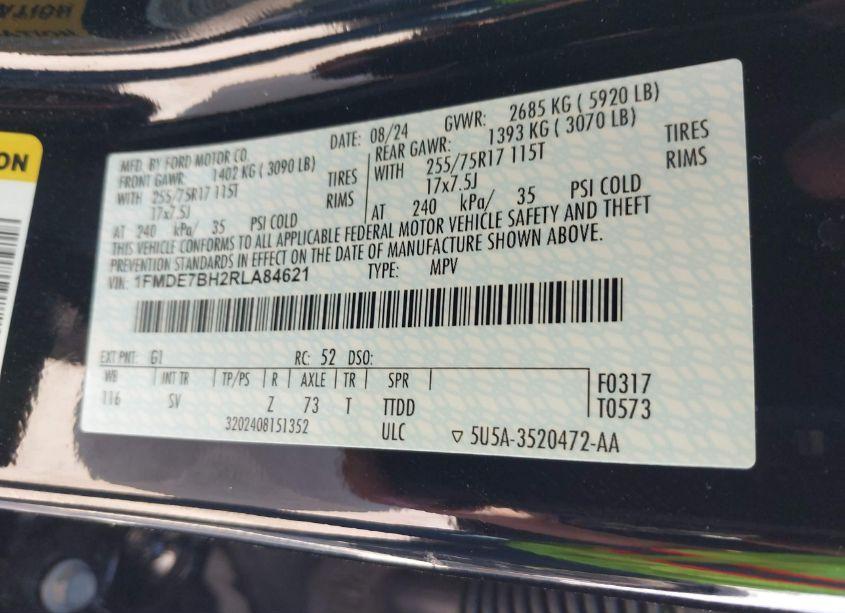 ATION
ON
MFD. BY FORD MOTOR CO.
DATE: 08/24 GVWR: 2685 KG ( 5920 LB)
FRONT GAWR: 1402 KG ( 3090 LB) REAR GAWR: 1393 KG ( 3070 LB)
WITH 255/75R17 115T TIRES WITH 255/75R17 115T TIRES
17x7.5J RIMS 17x7.5J RIMS
AT 240 kPa/ 35 PSI COLD AT 240 kPa/ 35 PSI COLD
THIS VEHICLE CONFORMS TO ALL APPLICABLE FEDERAL MOTOR VEHICLE SAFETY AND THEFT
PREVENTION STANDARDS IN EFFECT ON THE DATE OF MANUFACTURE SHOWN ABOVE.
VIN: 1FMDE7BH2RLA84621 TYPE: MPV
EXT PNT: G1 RC: 52 DSO:
WB INT TR TP/PS R AXLE TR SPR F0317
116 SV Z 73 T TTDD T0573
3202408151352 ULC ▽ 5U5A-3520472-AA